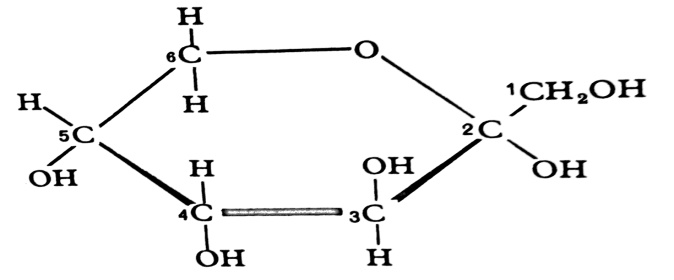 H
6C O
H
H 1CH2OH
5C 2C
OH H OH OH
4C 3C
OH H